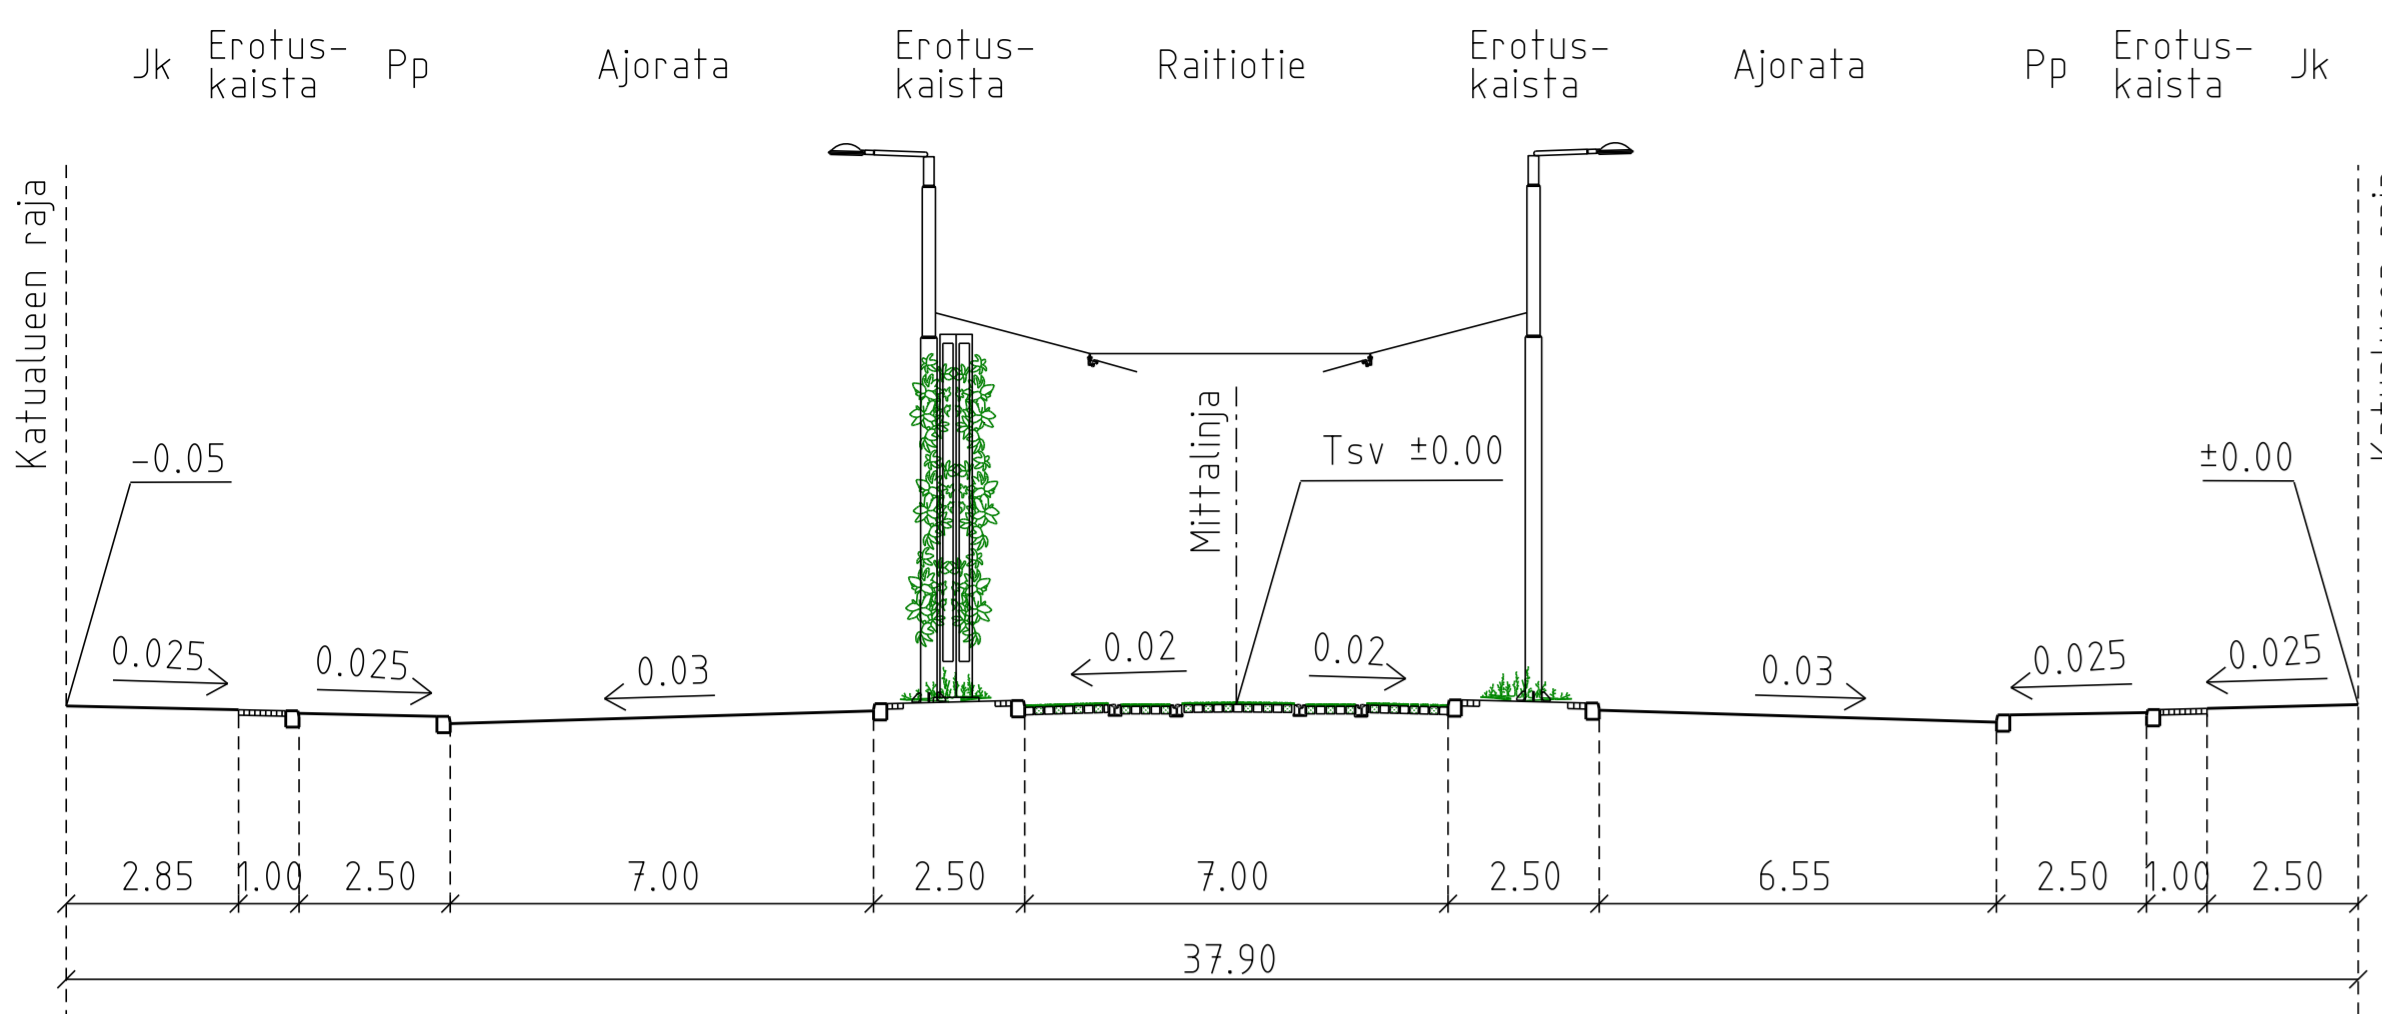 Jk
Erotus-
kaista
Pp
Ajorata
Erotus-
kaista
Raitiotie
Erotus-
kaista
Ajorata
Pp
Erotus-
kaista
Jk
Katualueen raja
-0.05
Mittalinja
Tsv ±0.00
±0.00
0.025
0.025
0.03
0.02
0.02
0.03
0.025
0.025
2.85
1.00
2.50
7.00
2.50
7.00
2.50
6.55
2.50
1.00
2.50
37.90